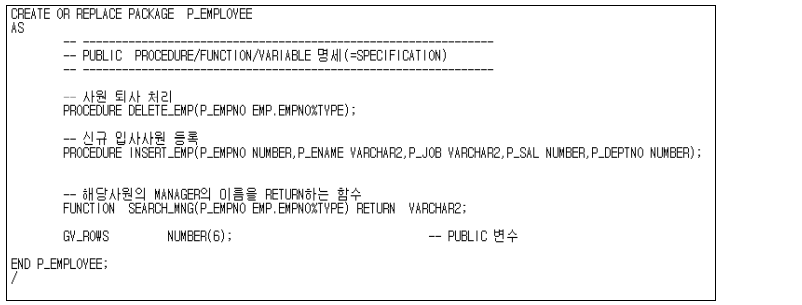 CREATE OR REPLACE PACKAGE  P_EMPLOYEE
AS
-- --------------------------------------------------------------
-- PUBLIC  PROCEDURE/FUNCTION/VARIABLE 명세(=SPECIFICATION)
-- --------------------------------------------------------------
-- 사원 퇴사 처리
PROCEDURE DELETE_EMP(P_EMPNO EMP.EMPNO%TYPE);
-- 신규 입사사원 등록
PROCEDURE INSERT_EMP(P_EMPNO NUMBER,P_ENAME VARCHAR2,P_JOB VARCHAR2,P_SAL NUMBER,P_DEPTNO NUMBER);
-- 해당사원의 MANAGER의 이름을 RETURN하는 함수
FUNCTION  SEARCH_MNG(P_EMPNO EMP.EMPNO%TYPE) RETURN  VARCHAR2;
GV_ROWS        NUMBER(6);                              -- PUBLIC 변수
END P_EMPLOYEE;
/